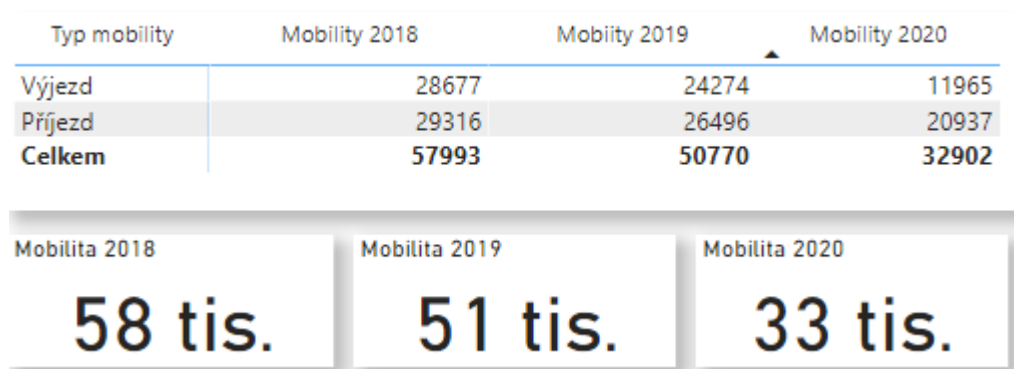 Typ mobility Mobility 2018 Mobiity 2019 Mobility 2020
Výjezd 28677 24274 11965
Příjezd 29316 26496 20937
Celkem 57993 50770 32902
Mobilita 2018 Mobilita 2019 Mobilita 2020
58 tis. 51 tis. 33 tis.